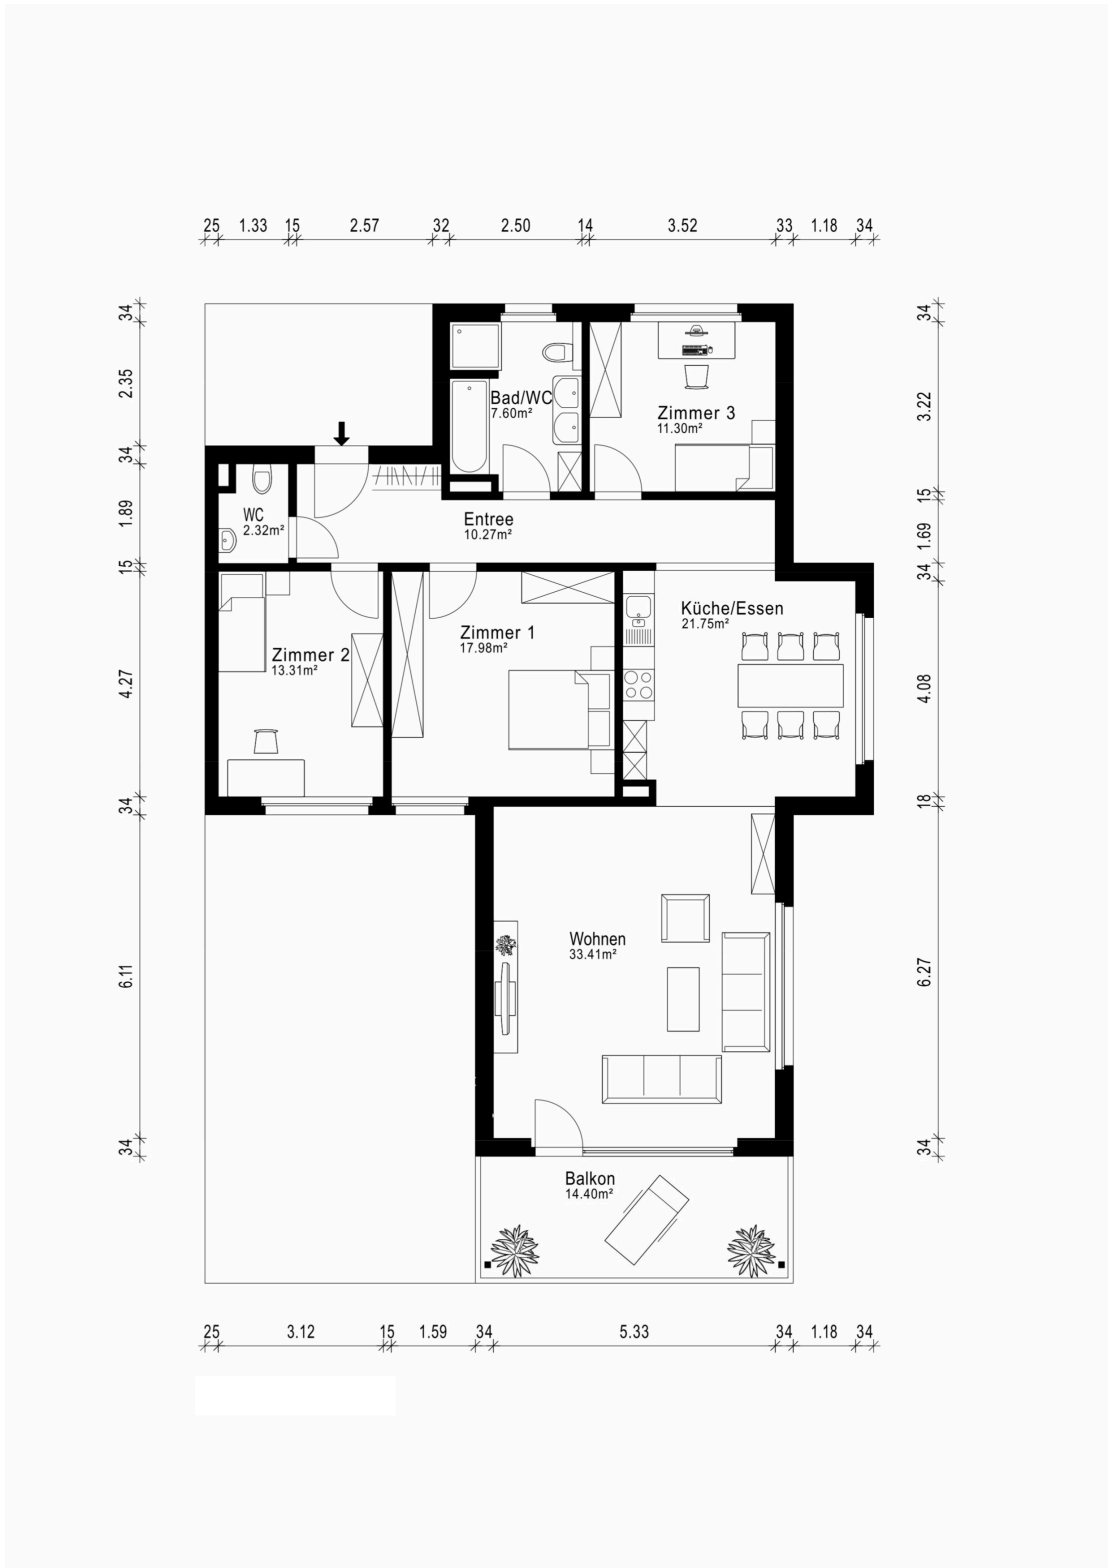 25 1.33 15 2.57 32 2.50 14 3.52 33 1.18 34
34
2.35
34
1.89
15
4.27
34
6.11
34
34
3.22
15
1.69
34
4.08
18
6.27
34
Bad/WC
7.60m²
Zimmer 3
11.30m²
WC
2.32m²
Entree
10.27m²
Küche/Essen
21.75m²
Zimmer 1
17.98m²
Zimmer 2
13.31m²
Wohnen
33.41m²
Balkon
14.40m²
25 3.12 15 1.59 34 5.33 34 1.18 34